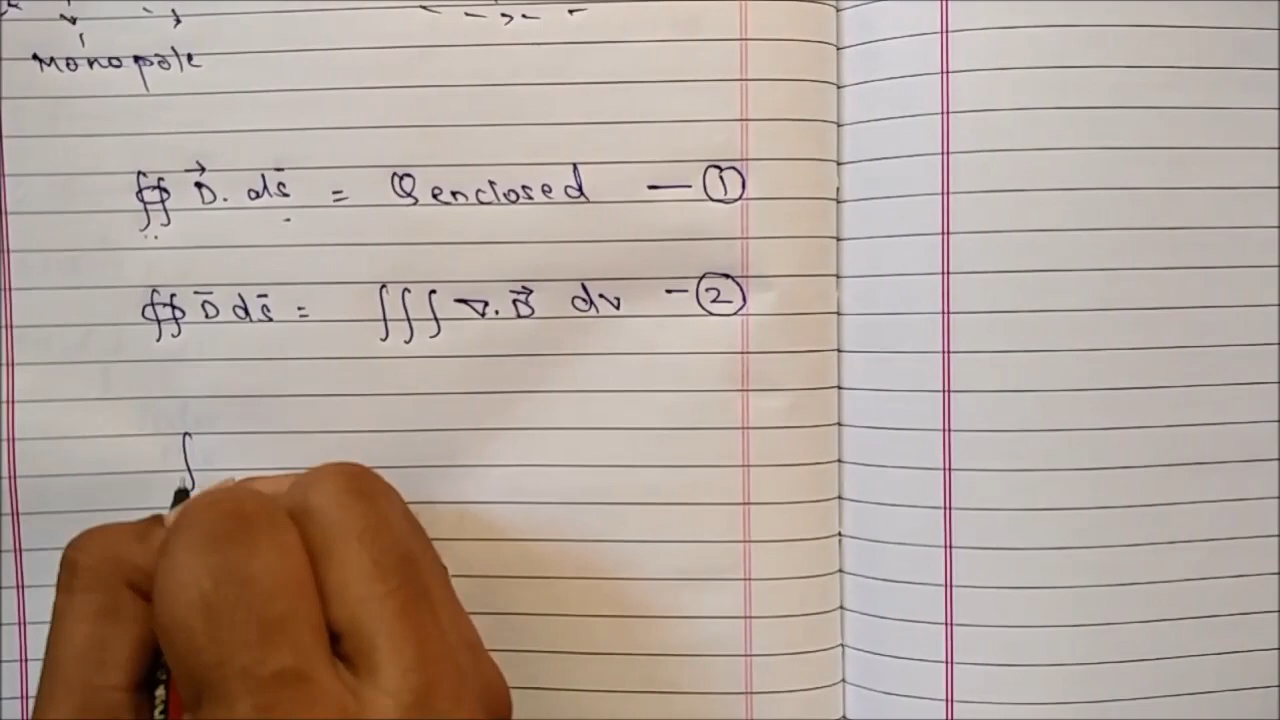 Monopole
∯ D⃗. ds̄ = Q enclosed — ①
∯ D̄ ds̄ = ∫∫∫ ∇. D⃗ dv - ②
∫